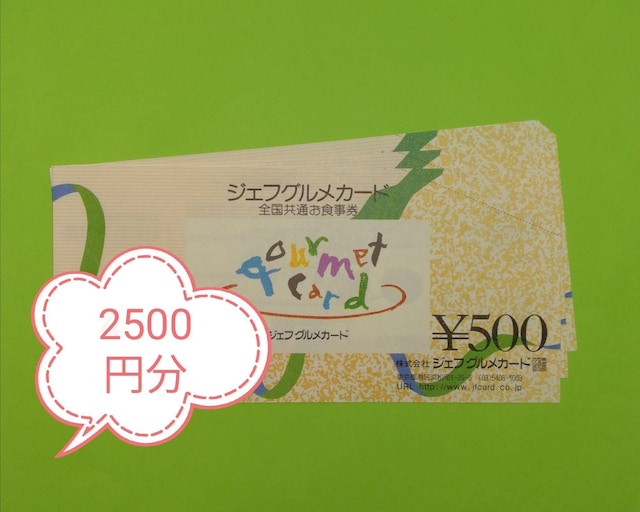 ジェフグルメカード
全国共通お食事券
gourmet
card
ジェフグルメカード
¥500
株式会社 ジェフグルメカード
URL http://www.jfcard.co.jp
2500
円分